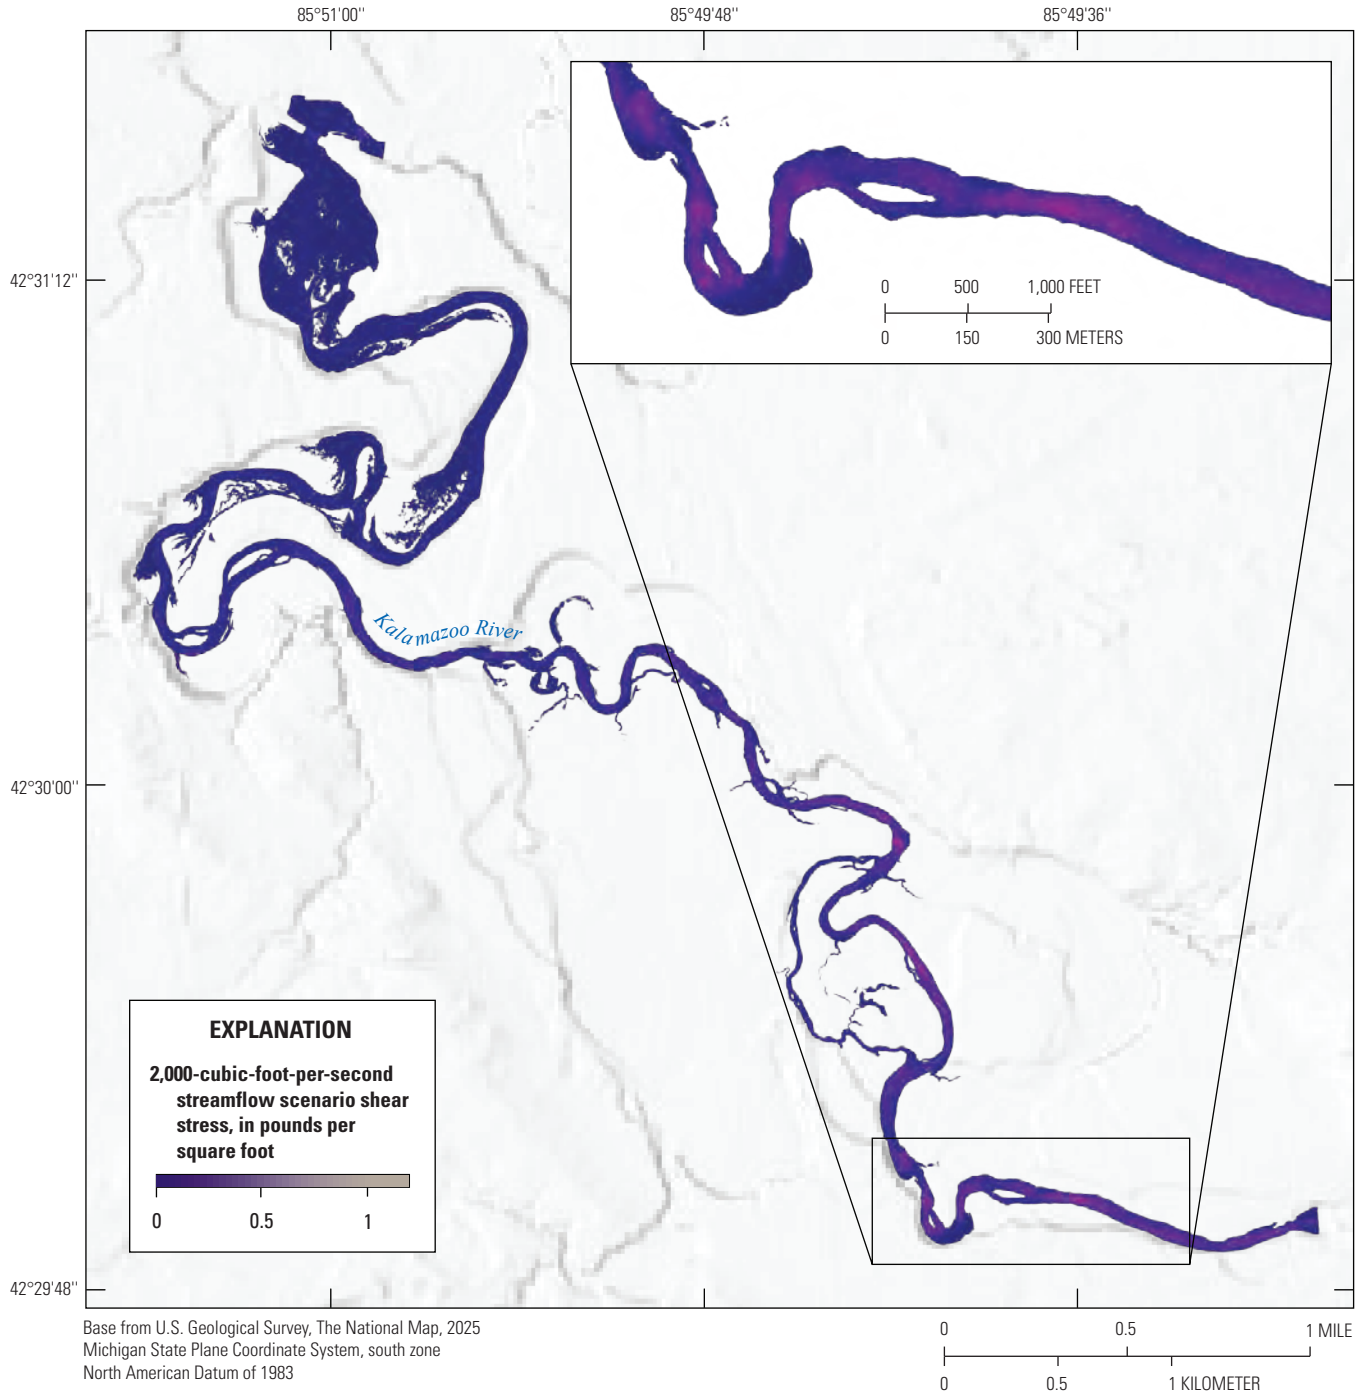 85°51'00"
85°49'48"
85°49'36"
42°31'12"
0 500 1,000 FEET
0 150 300 METERS
Kalamazoo River
42°30'00"
EXPLANATION
2,000-cubic-foot-per-second
streamflow scenario shear
stress, in pounds per
square foot
0 0.5 1
42°29'48"
Base from U.S. Geological Survey, The National Map, 2025
Michigan State Plane Coordinate System, south zone
North American Datum of 1983
0 0.5 1 MILE
0 0.5 1 KILOMETER